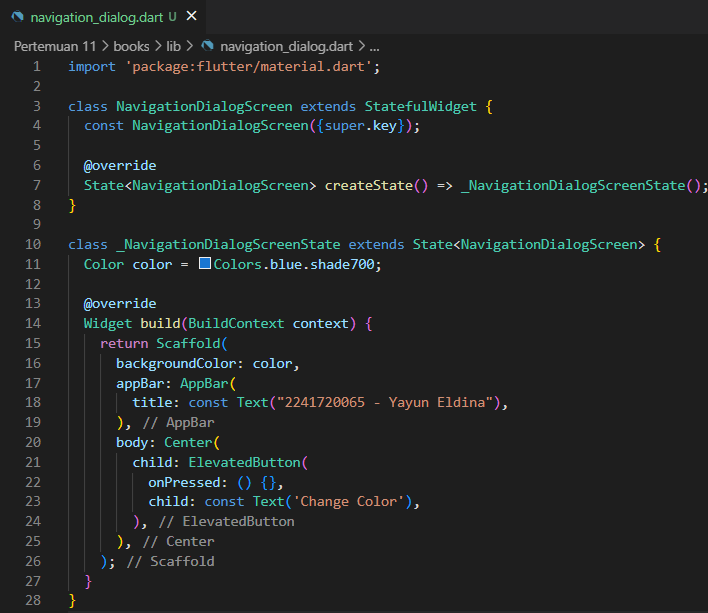 navigation_dialog.dart U ✕
Pertemuan 11 > books > lib > navigation_dialog.dart > ...
1 import 'package:flutter/material.dart';
2
3 class NavigationDialogScreen extends StatefulWidget {
4   const NavigationDialogScreen({super.key});
5
6   @override
7   State<NavigationDialogScreen> createState() => _NavigationDialogScreenState();
8 }
9
10 class _NavigationDialogScreenState extends State<NavigationDialogScreen> {
11   Color color = Colors.blue.shade700;
12
13   @override
14   Widget build(BuildContext context) {
15     return Scaffold(
16       backgroundColor: color,
17       appBar: AppBar(
18         title: const Text("2241720065 - Yayun Eldina"),
19       ), // AppBar
20       body: Center(
21         child: ElevatedButton(
22           onPressed: () {},
23           child: const Text('Change Color'),
24         ), // ElevatedButton
25       ), // Center
26     ); // Scaffold
27   }
28 }